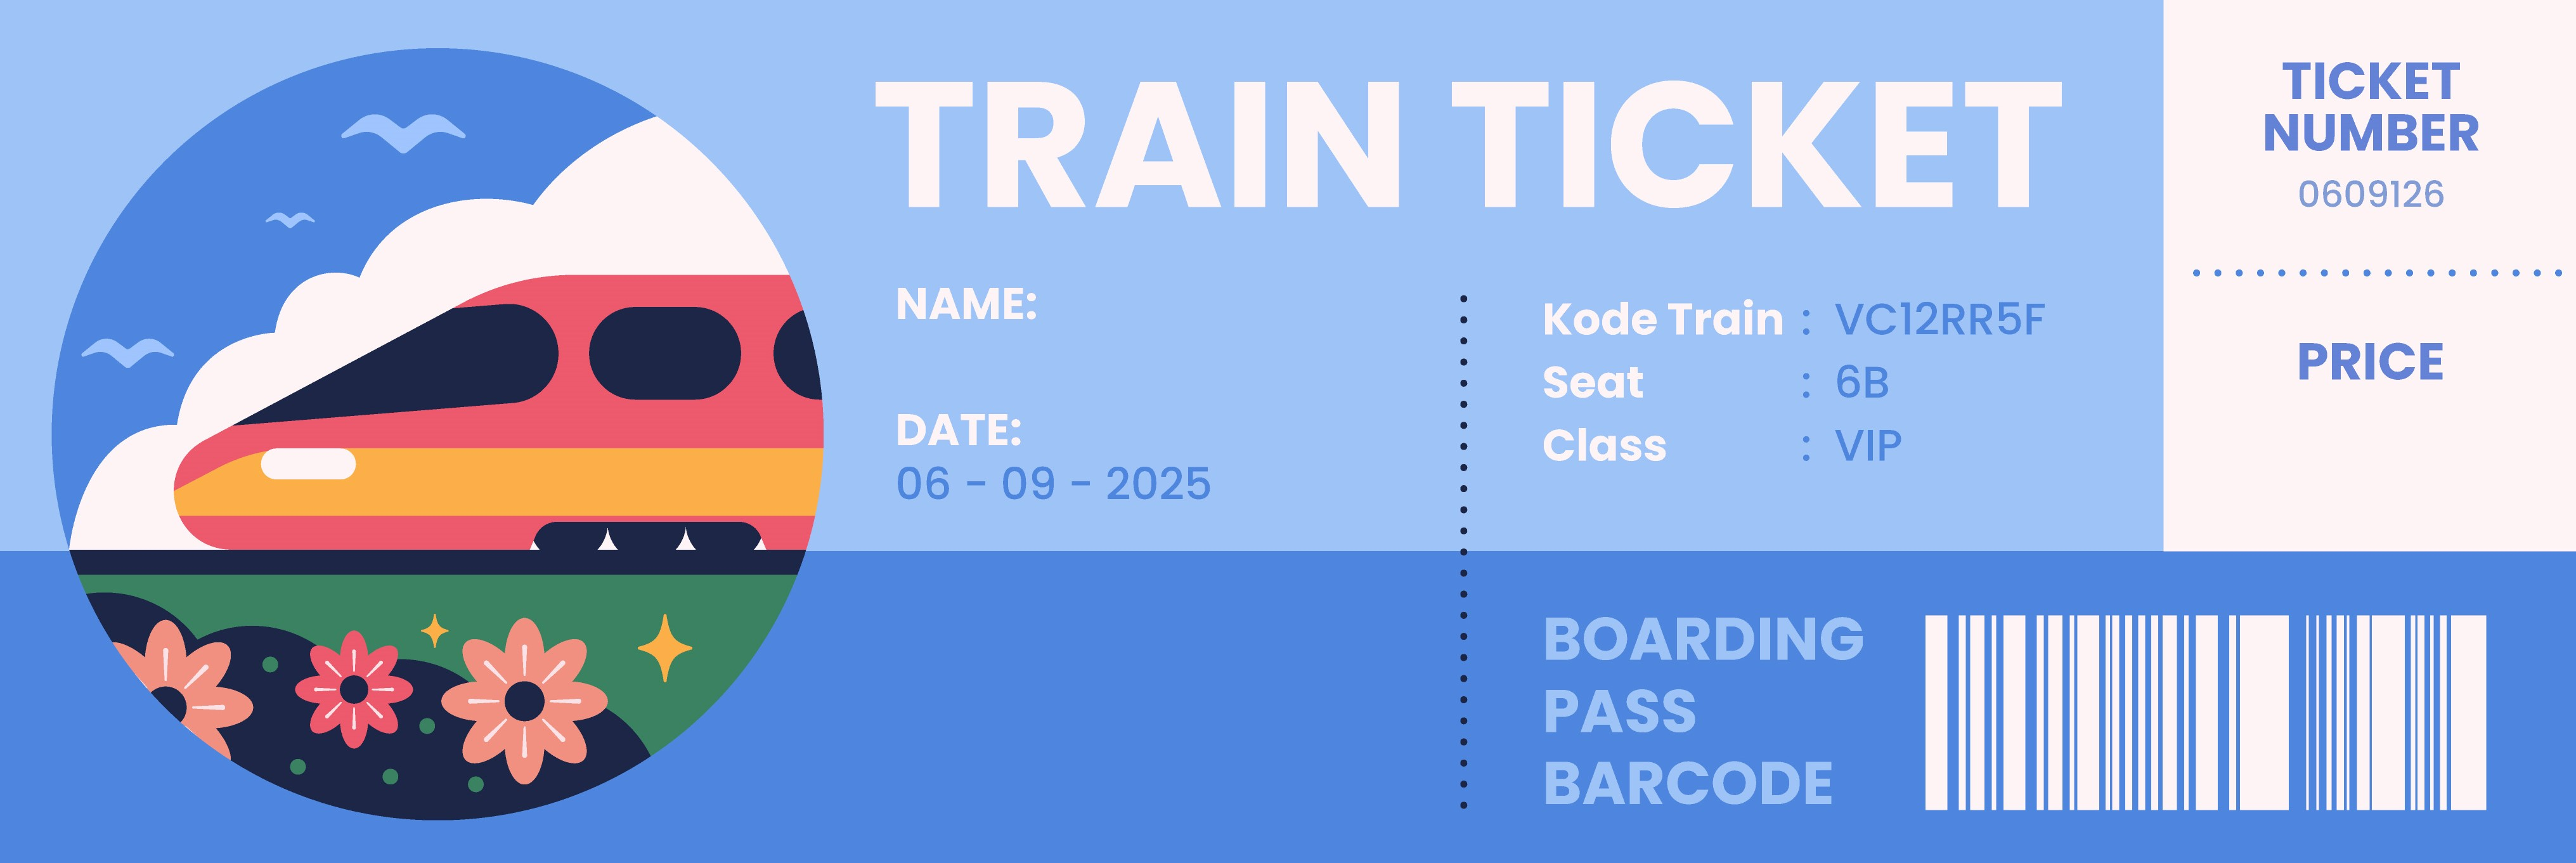 TRAIN TICKET
NAME:
DATE:
06 - 09 - 2025
Kode Train : VC12RR5F
Seat : 6B
Class : VIP
TICKET
NUMBER
0609126
PRICE
BOARDING
PASS
BARCODE